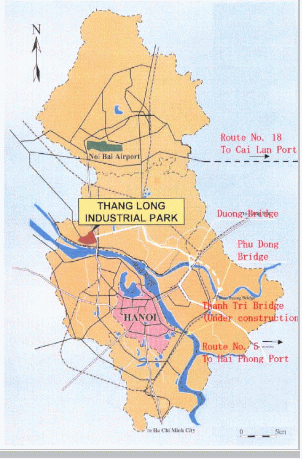 N
Route No. 18
To Cai Lan Port
Noi Bai Airport
THANG LONG
INDUSTRIAL PARK
Duong Bridge
Phu Dong
Bridge
Thanh Tri Bridge
(Under construction
HANOI
Route No. 5
To Hai Phong Port
To Ho Chi Minh City
0 5km